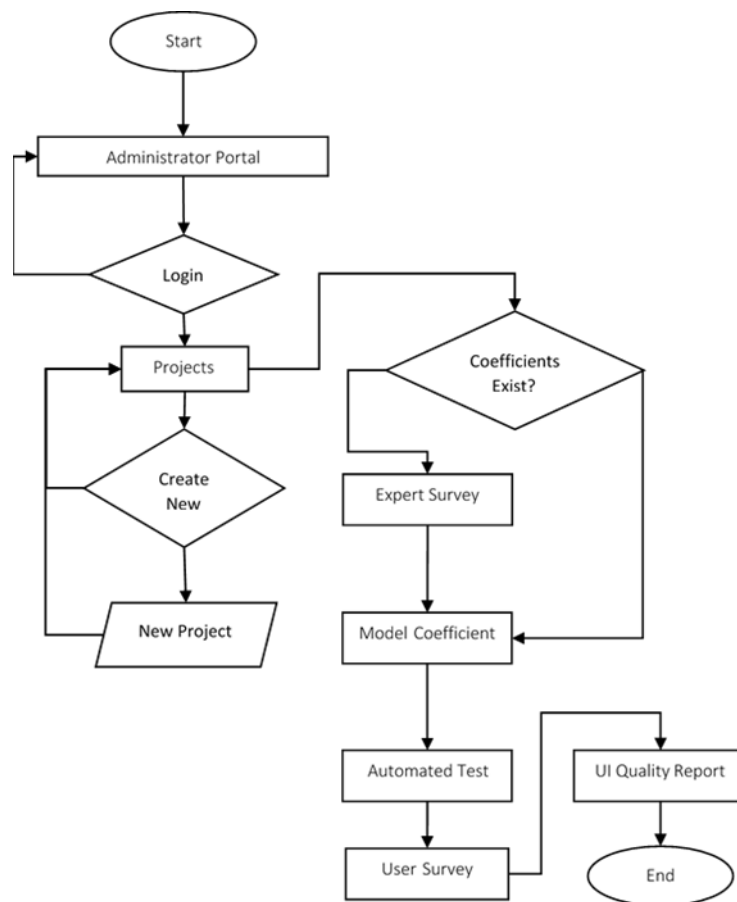 Start
Administrator Portal
Login
Projects
Coefficients
Exist?
Create
New
Expert Survey
New Project
Model Coefficient
Automated Test
UI Quality Report
User Survey
End